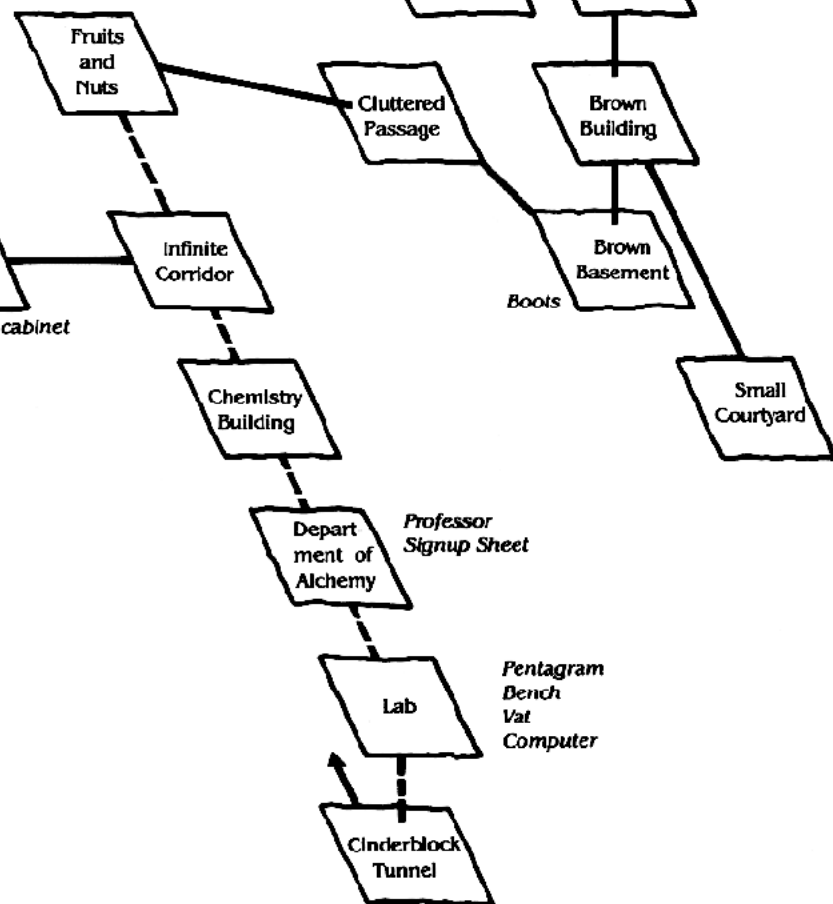 Fruits
and
Nuts
Cluttered
Passage
Brown
Building
Infinite
Corridor
Brown
Basement
Boots
cabinet
Chemistry
Building
Small
Courtyard
Depart
ment of
Alchemy
Professor
Signup Sheet
Lab
Pentagram
Bench
Vat
Computer
Cinderblock
Tunnel